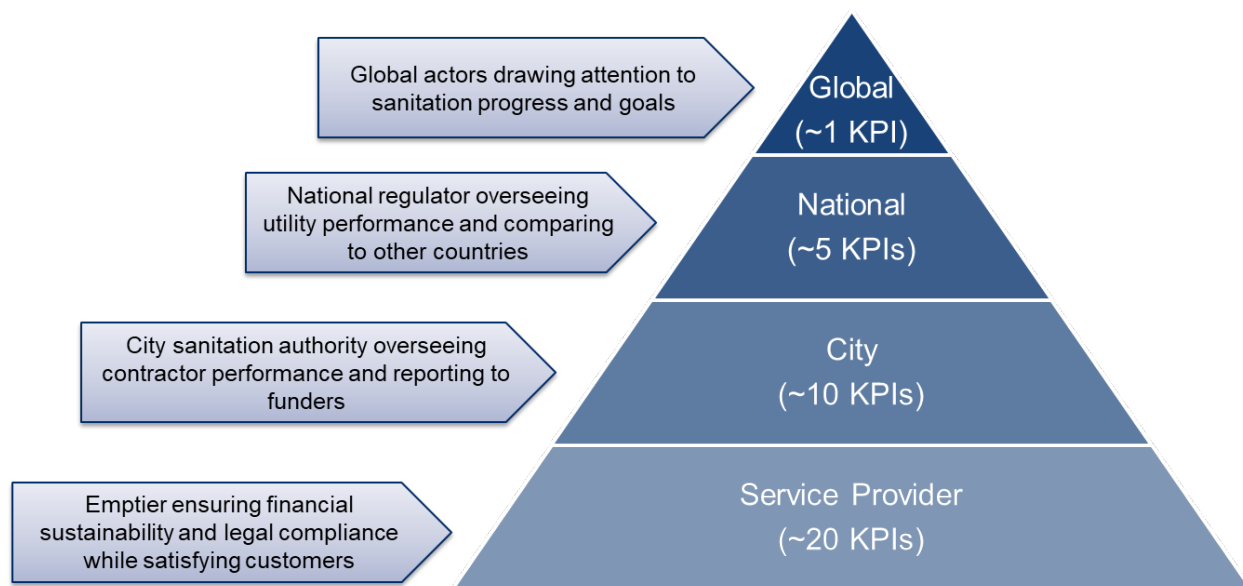 Global actors drawing attention to
sanitation progress and goals
Global
(~1 KPI)
National regulator overseeing
utility performance and comparing
to other countries
National
(~5 KPIs)
City sanitation authority overseeing
contractor performance and reporting to
funders
City
(~10 KPIs)
Emptier ensuring financial
sustainability and legal compliance
while satisfying customers
Service Provider
(~20 KPIs)